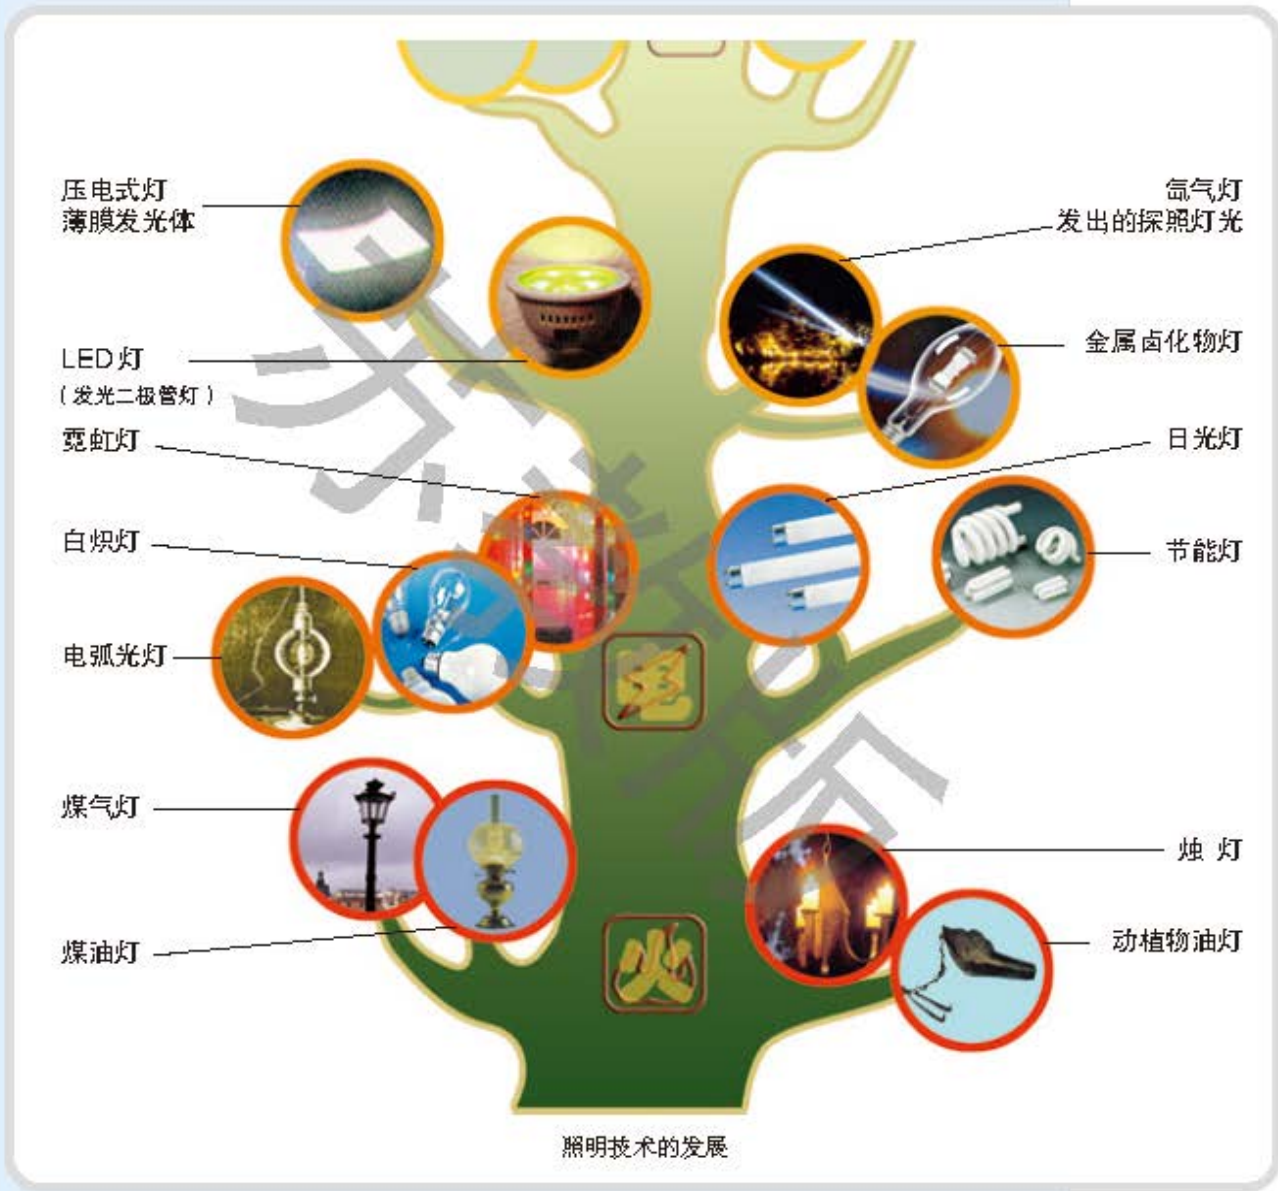 压电式灯
薄膜发光体
氙气灯
发出的探照灯光
LED灯
(发光二极管灯)
金属卤化物灯
霓虹灯
日光灯
白炽灯
节能灯
电弧光灯
电
煤气灯
烛 灯
煤油灯
动植物油灯
火
照明技术的发展